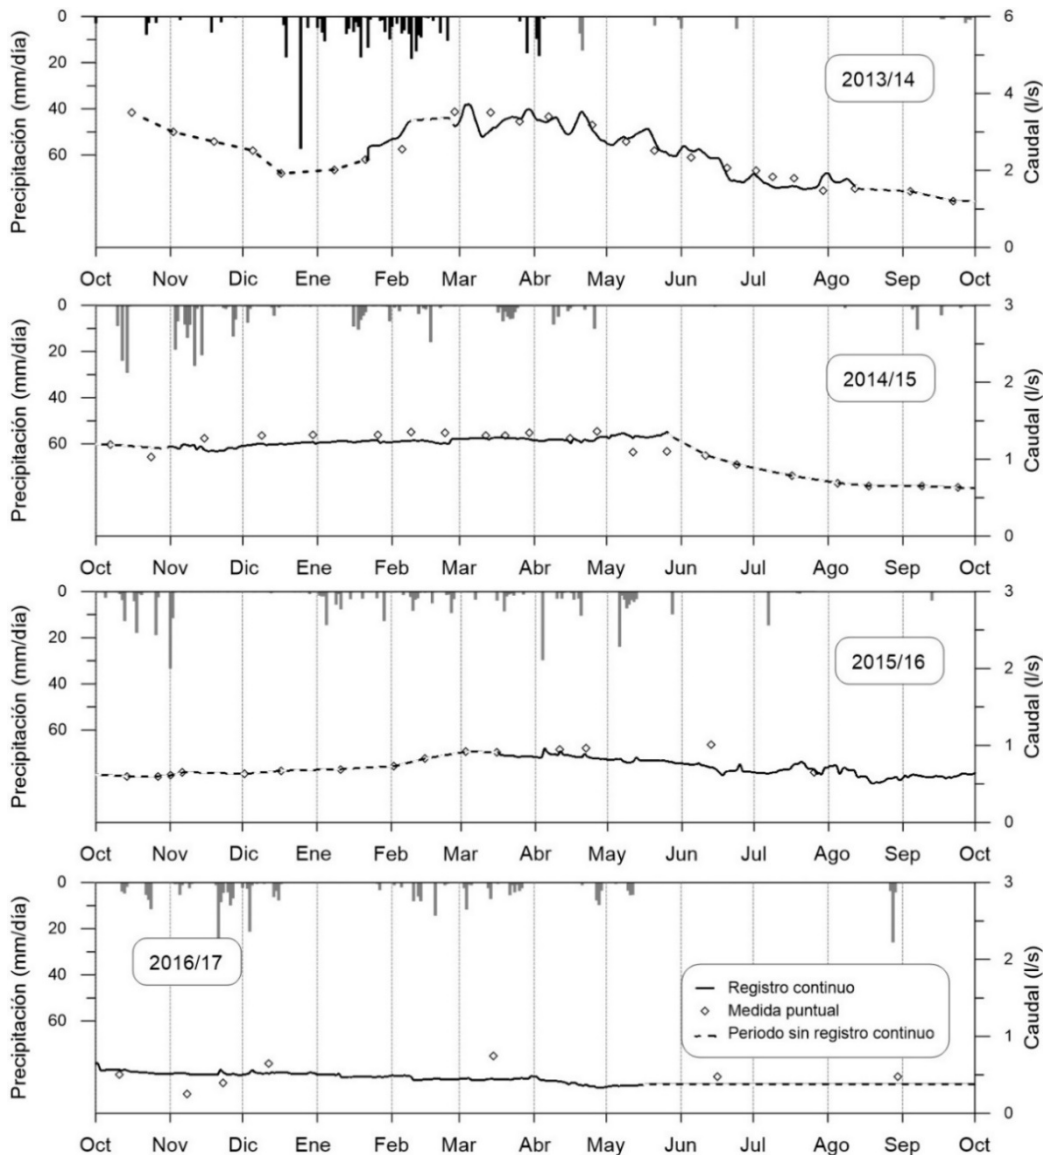 Precipitación (mm/día)
0
20
40
60
2013/14
6
4
2
0
Caudal (l/s)
Oct Nov Dic Ene Feb Mar Abr May Jun Jul Ago Sep Oct
Precipitación (mm/día)
0
20
40
60
2014/15
3
2
1
0
Caudal (l/s)
Oct Nov Dic Ene Feb Mar Abr May Jun Jul Ago Sep Oct
Precipitación (mm/día)
0
20
40
60
2015/16
3
2
1
0
Caudal (l/s)
Oct Nov Dic Ene Feb Mar Abr May Jun Jul Ago Sep Oct
Precipitación (mm/día)
0
20
40
60
2016/17
Registro continuo
Medida puntual
Periodo sin registro continuo
3
2
1
0
Caudal (l/s)
Oct Nov Dic Ene Feb Mar Abr May Jun Jul Ago Sep Oct